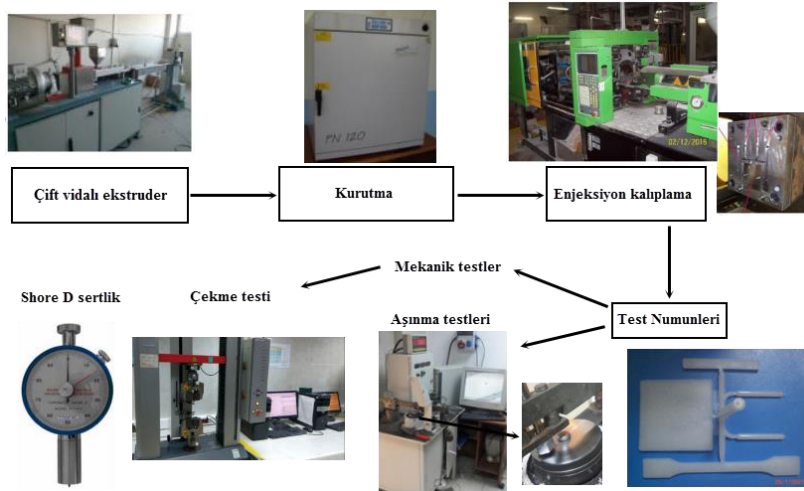 FN 120
02/12/2015
Çift vidalı ekstruder
Kurutma
Enjeksiyon kalıplama
Mekanik testler
Shore D sertlik
Çekme testi
Aşınma testleri
Test Numunleri